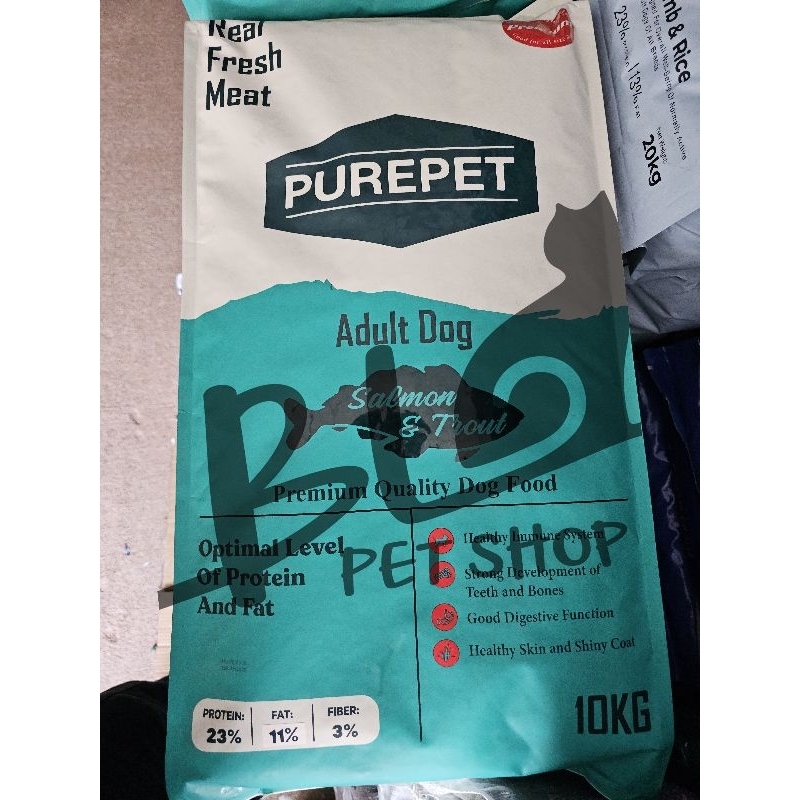 Real
Fresh
Meat
PUREPET
Adult Dog
Salmon
& Trout
Premium Quality Dog Food
Optimal Level
Of Protein
And Fat
Healthy Immune System
Strong Development of
Teeth and Bones
Good Digestive Function
Healthy Skin and Shiny Coat
PROTEIN:
23%
FAT:
11%
FIBER:
3%
10KG
PET SHOP
& Rice
23%
13%
20kg